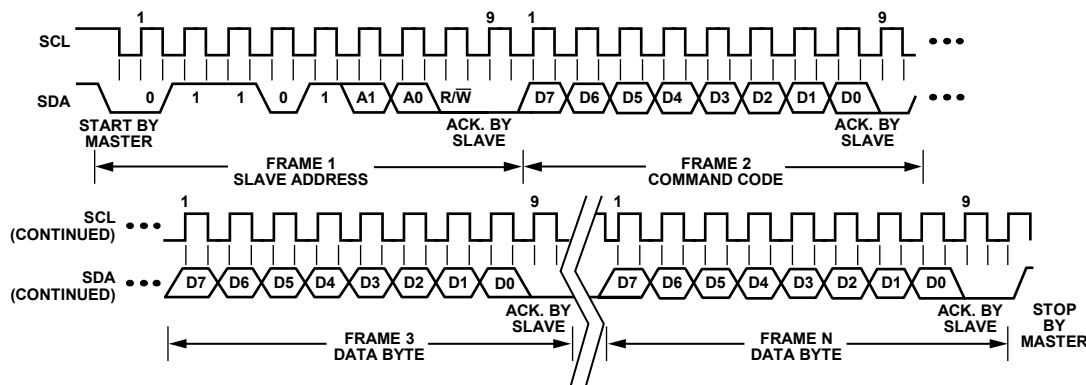 1 9 1 9
SCL
SDA 0 1 1 0 1 A1 A0 R/W̅ D7 D6 D5 D4 D3 D2 D1 D0
START BY MASTER
ACK. BY SLAVE
ACK. BY SLAVE
FRAME 1
SLAVE ADDRESS
FRAME 2
COMMAND CODE
1 9 1 9
SCL
(CONTINUED)
SDA
(CONTINUED)
D7 D6 D5 D4 D3 D2 D1 D0 D7 D6 D5 D4 D3 D2 D1 D0
ACK. BY
SLAVE
ACK. BY
SLAVE
STOP
BY
MASTER
FRAME 3
DATA BYTE
FRAME N
DATA BYTE